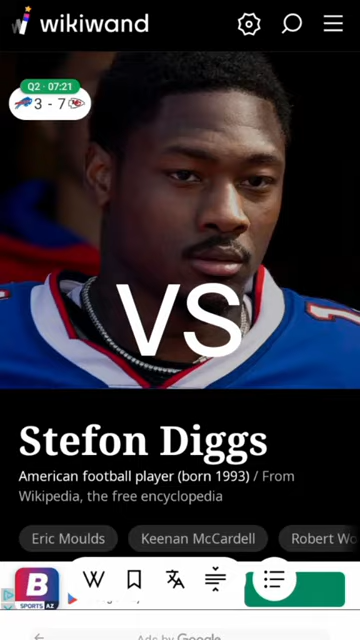 wikiwand
Q2 · 07:21
3 - 7
VS
Stefon Diggs
American football player (born 1993) / From
Wikipedia, the free encyclopedia
Eric Moulds
Keenan McCardell
Robert Wo
B
SPORTS AZ
W
Ads by Google